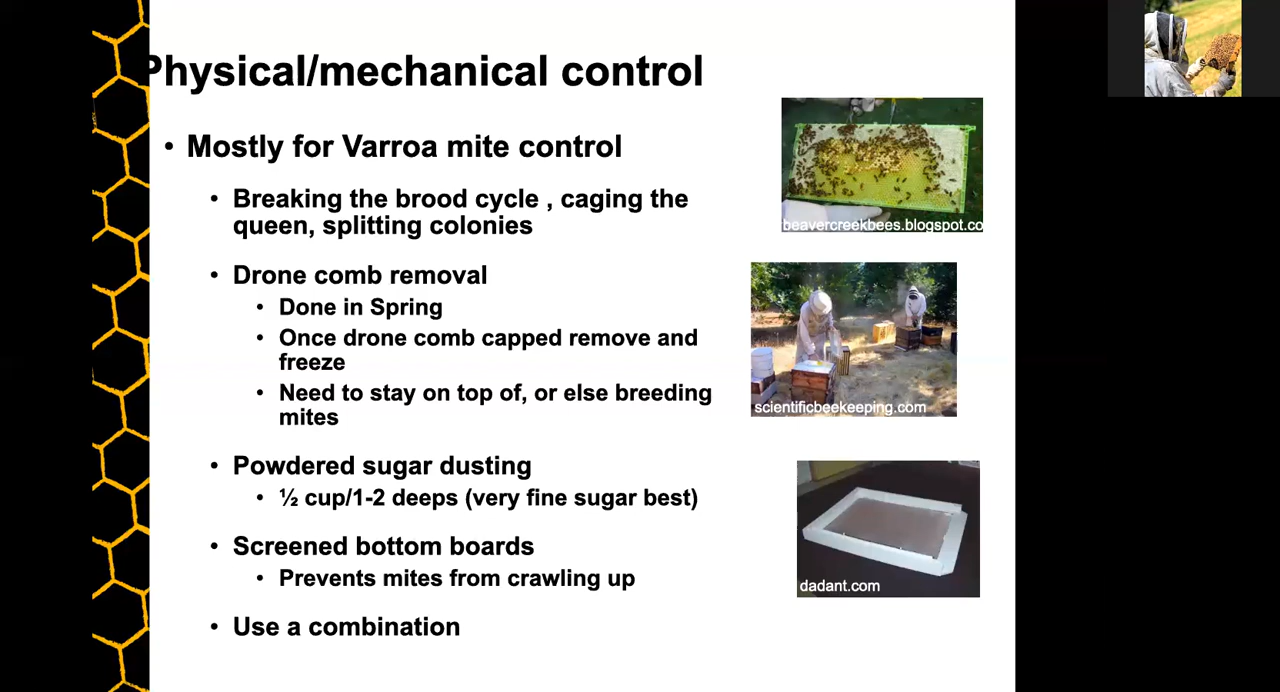 Physical/mechanical control
• Mostly for Varroa mite control
• Breaking the brood cycle , caging the
queen, splitting colonies
• Drone comb removal
• Done in Spring
• Once drone comb capped remove and
freeze
• Need to stay on top of, or else breeding
mites
• Powdered sugar dusting
• ½ cup/1-2 deeps (very fine sugar best)
• Screened bottom boards
• Prevents mites from crawling up
• Use a combination
beavercreekbees.blogspot.co
scientificbeekeeping.com
dadant.com